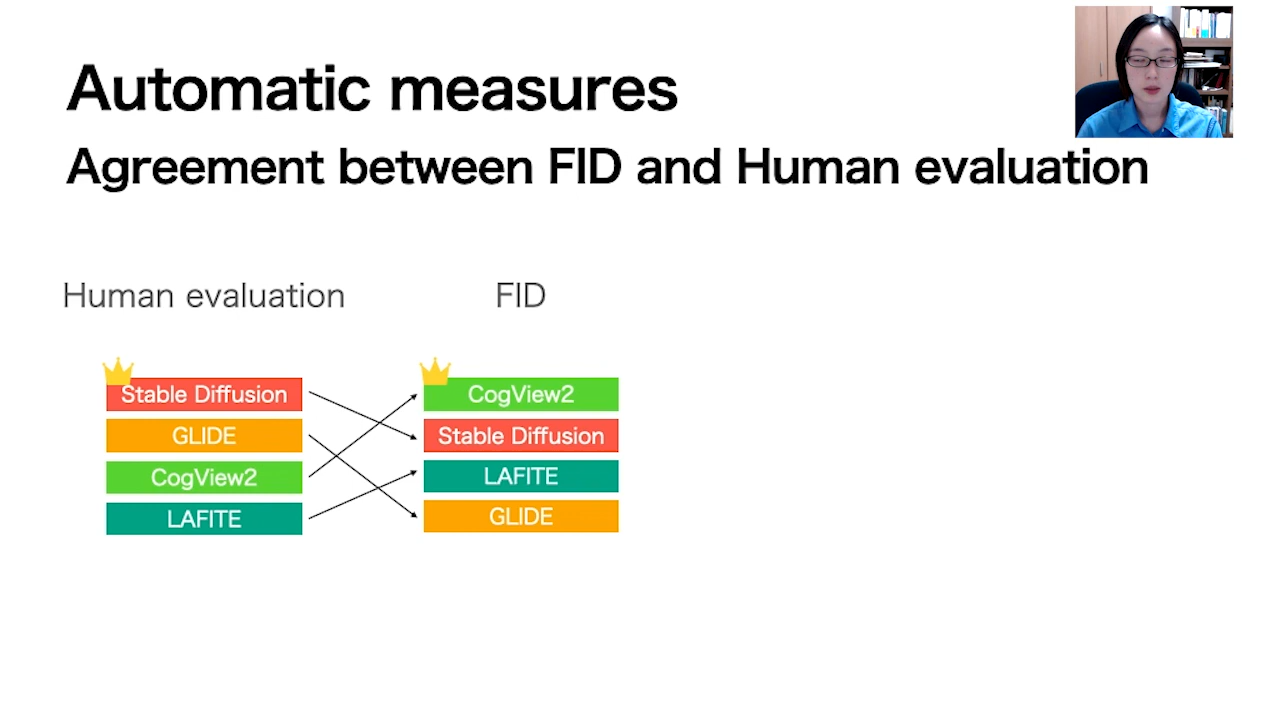 Automatic measures
Agreement between FID and Human evaluation
Human evaluation
FID
Stable Diffusion
GLIDE
CogView2
LAFITE
CogView2
Stable Diffusion
LAFITE
GLIDE